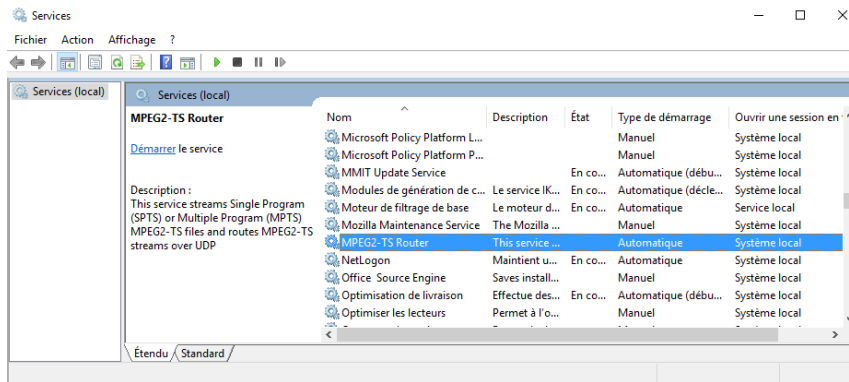 Services
Fichier Action Affichage ?
Services (local)
Services (local)
MPEG2-TS Router
Démarrer le service
Description :
This service streams Single Program
(SPTS) or Multiple Program (MPTS)
MPEG2-TS files and routes MPEG2-TS
streams over UDP
Nom Description État Type de démarrage Ouvrir une session en
Microsoft Policy Platform L... Manuel Système local
Microsoft Policy Platform P... Manuel Système local
MMIT Update Service En co... Automatique (débu... Système local
Modules de génération de c... Le service IK... En co... Automatique (décle... Système local
Moteur de filtrage de base Le moteur d... En co... Automatique Service local
Mozilla Maintenance Service The Mozilla ... Manuel Système local
MPEG2-TS Router This service ... Automatique Système local
NetLogon Maintient u... En co... Automatique Système local
Office Source Engine Saves install... Manuel Système local
Optimisation de livraison Effectue des... En co... Automatique (débu... Système local
Optimiser les lecteurs Permet à l'o... Manuel Système local
Étendu Standard